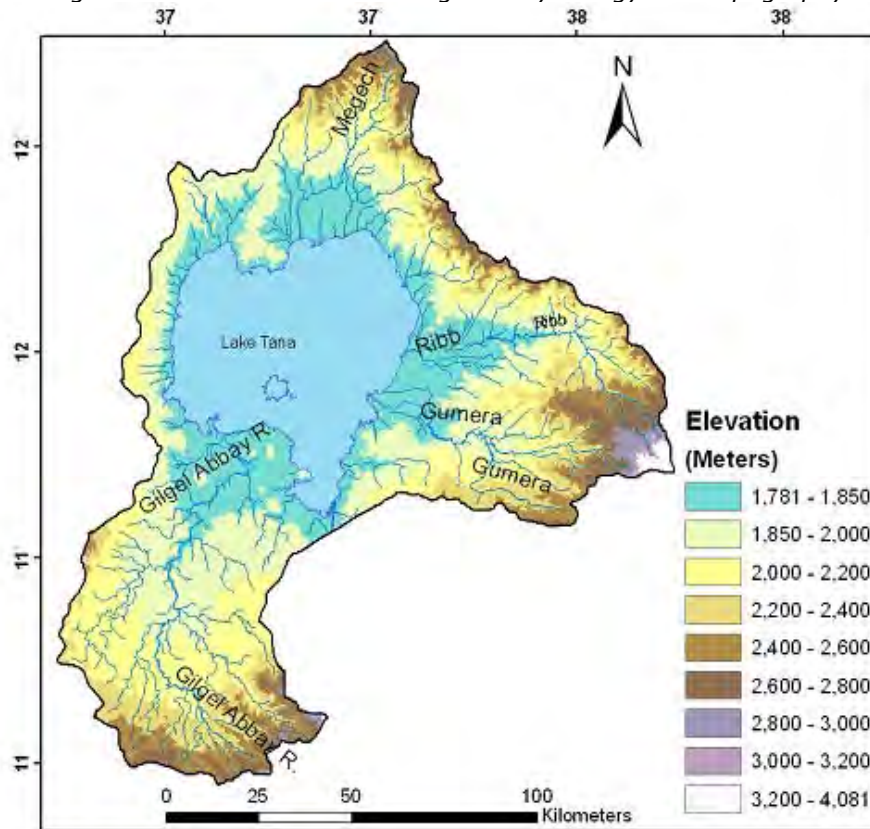 37 37 38 38
N
Megech
12
Lake Tana
Ribb
Ribb
12
Gumera
Elevation
(Meters)
Gumera
Gilgel Abbay R.
1,781 - 1,850
1,850 - 2,000
11
2,000 - 2,200
2,200 - 2,400
2,400 - 2,600
2,600 - 2,800
Gilgel Abbay R.
2,800 - 3,000
3,000 - 3,200
11
3,200 - 4,081
0 25 50 100
Kilometers